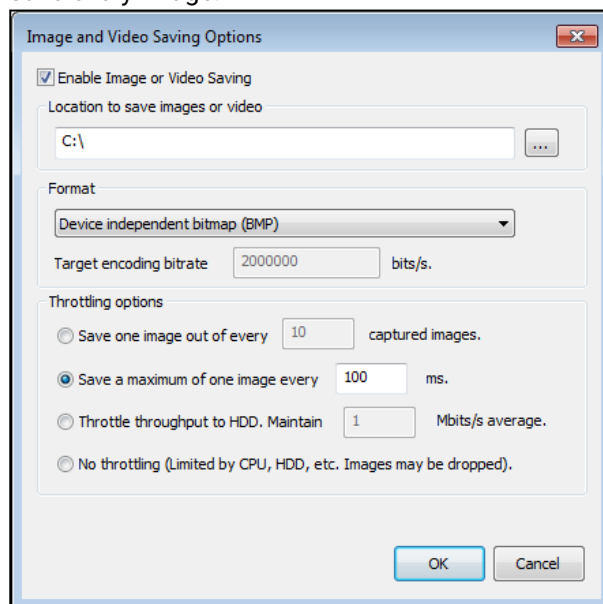 every image.
Image and Video Saving Options
Enable Image or Video Saving
Location to save images or video
C:\ ...
Format
Device independent bitmap (BMP)
Target encoding bitrate 2000000 bits/s.
Throttling options
Save one image out of every 10 captured images.
Save a maximum of one image every 100 ms.
Throttle throughput to HDD. Maintain 1 Mbits/s average.
No throttling (Limited by CPU, HDD, etc. Images may be dropped).
OK Cancel